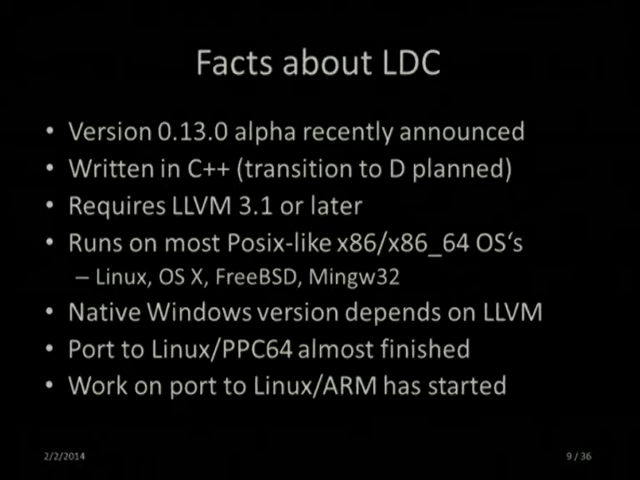 Facts about LDC
• Version 0.13.0 alpha recently announced
• Written in C++ (transition to D planned)
• Requires LLVM 3.1 or later
• Runs on most Posix-like x86/x86_64 OS‘s
– Linux, OS X, FreeBSD, Mingw32
• Native Windows version depends on LLVM
• Port to Linux/PPC64 almost finished
• Work on port to Linux/ARM has started
2/2/2014
9 / 36